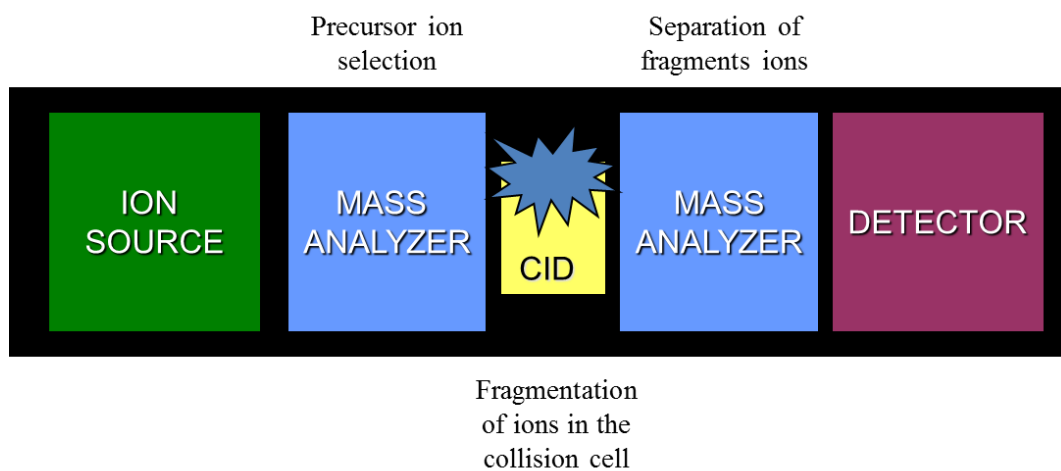 Precursor ion
selection
Separation of
fragments ions
ION
SOURCE
MASS
ANALYZER
CID
MASS
ANALYZER
DETECTOR
Fragmentation
of ions in the
collision cell